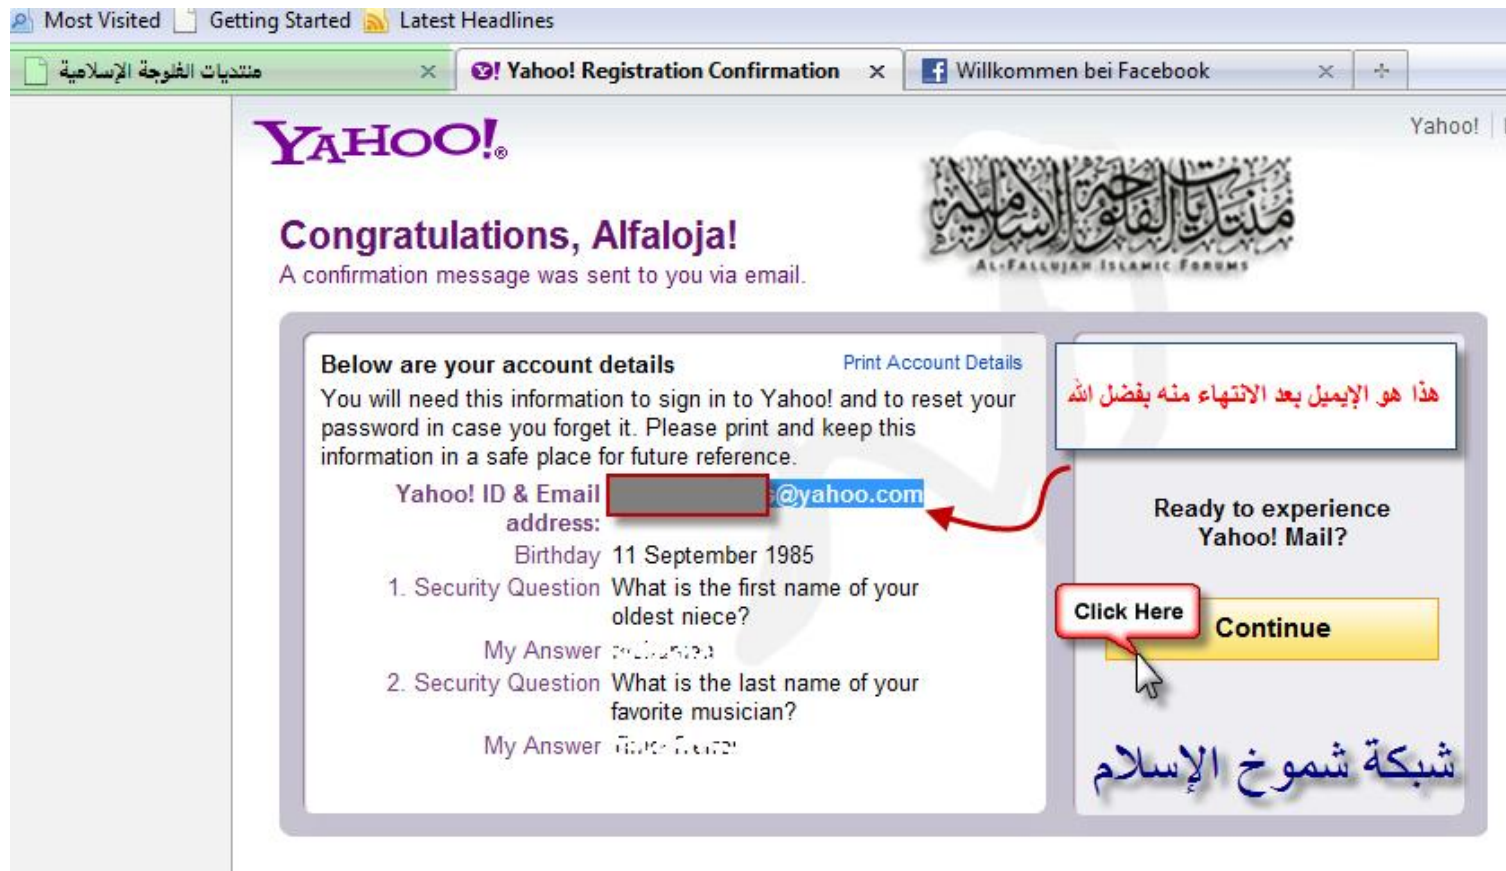 Most Visited Getting Started Latest Headlines
منتديات الفلوجة الإسلامية
Yahoo! Registration Confirmation
Willkommen bei Facebook
YAHOO!®
Yahoo!
منتديات الفلوجة الإسلامية
AL-FALLUJAH ISLAMIC FORUMS
Congratulations, Alfaloja!
A confirmation message was sent to you via email.
Below are your account details
Print Account Details
You will need this information to sign in to Yahoo! and to reset your
password in case you forget it. Please print and keep this
information in a safe place for future reference.
Yahoo! ID & Email
@yahoo.com
address:
Birthday 11 September 1985
1. Security Question What is the first name of your
oldest niece?
My Answer
2. Security Question What is the last name of your
favorite musician?
My Answer
هذا هو الإيميل بعد الانتهاء منه بفضل الله
Ready to experience
Yahoo! Mail?
Click Here
Continue
شبكة شموخ الإسلام